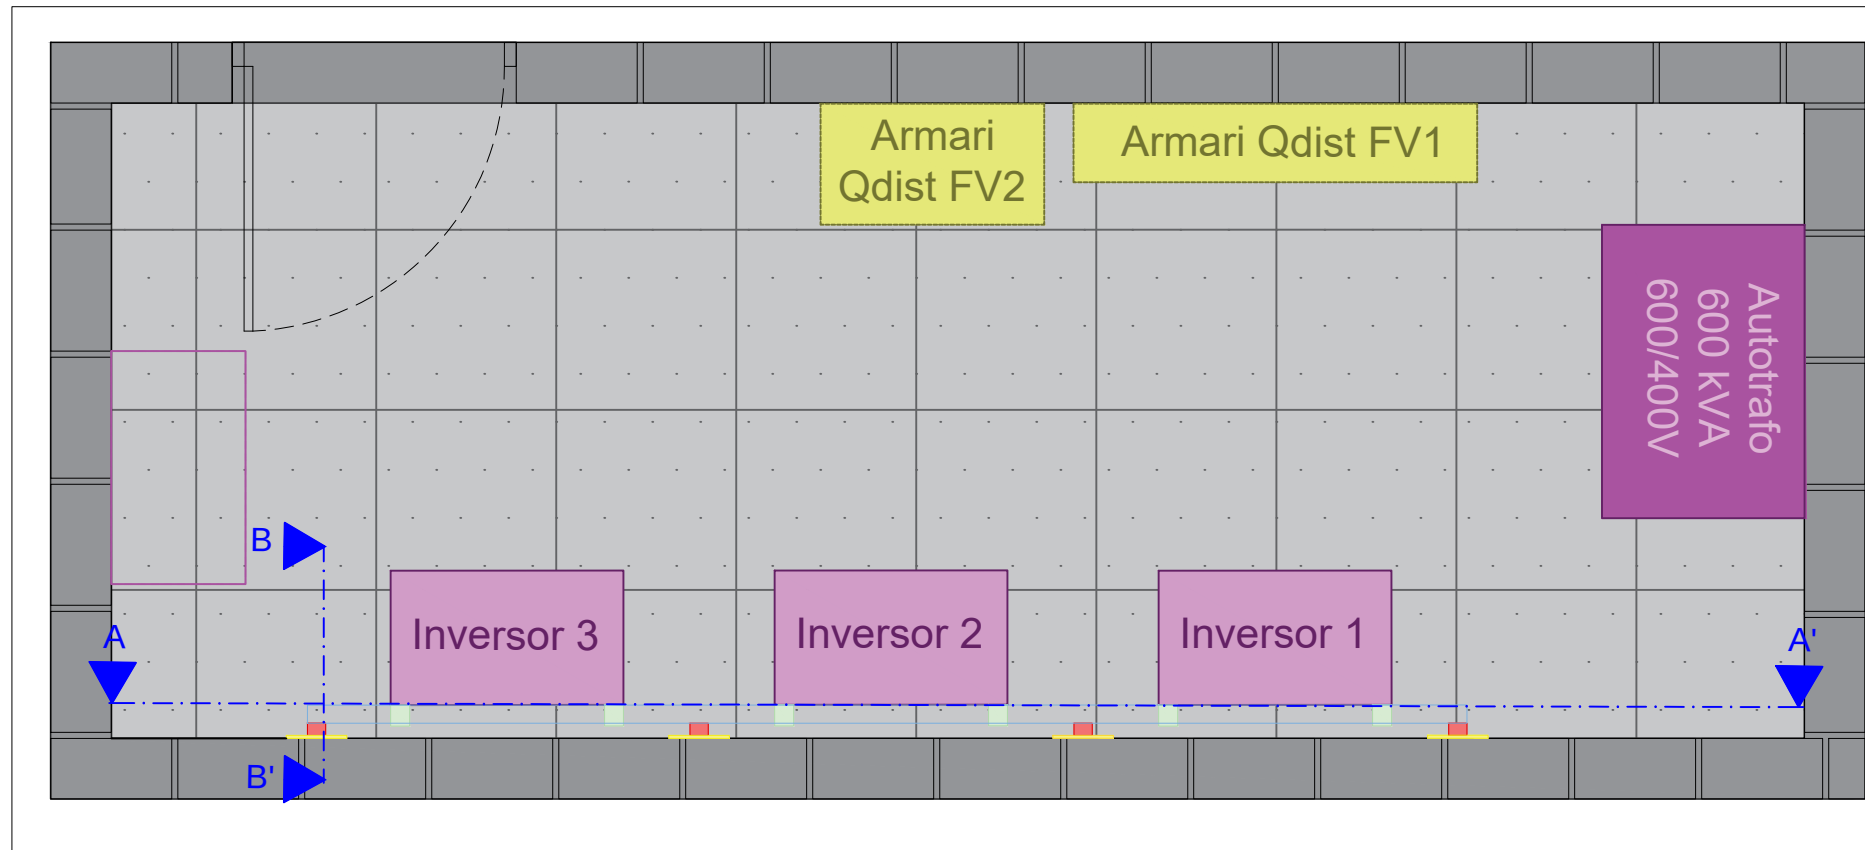 Armari
Qdist FV2
Armari Qdist FV1
Autotrafo
600 kVA
600/400V
B
Inversor 3
Inversor 2
Inversor 1
A
A'
B'